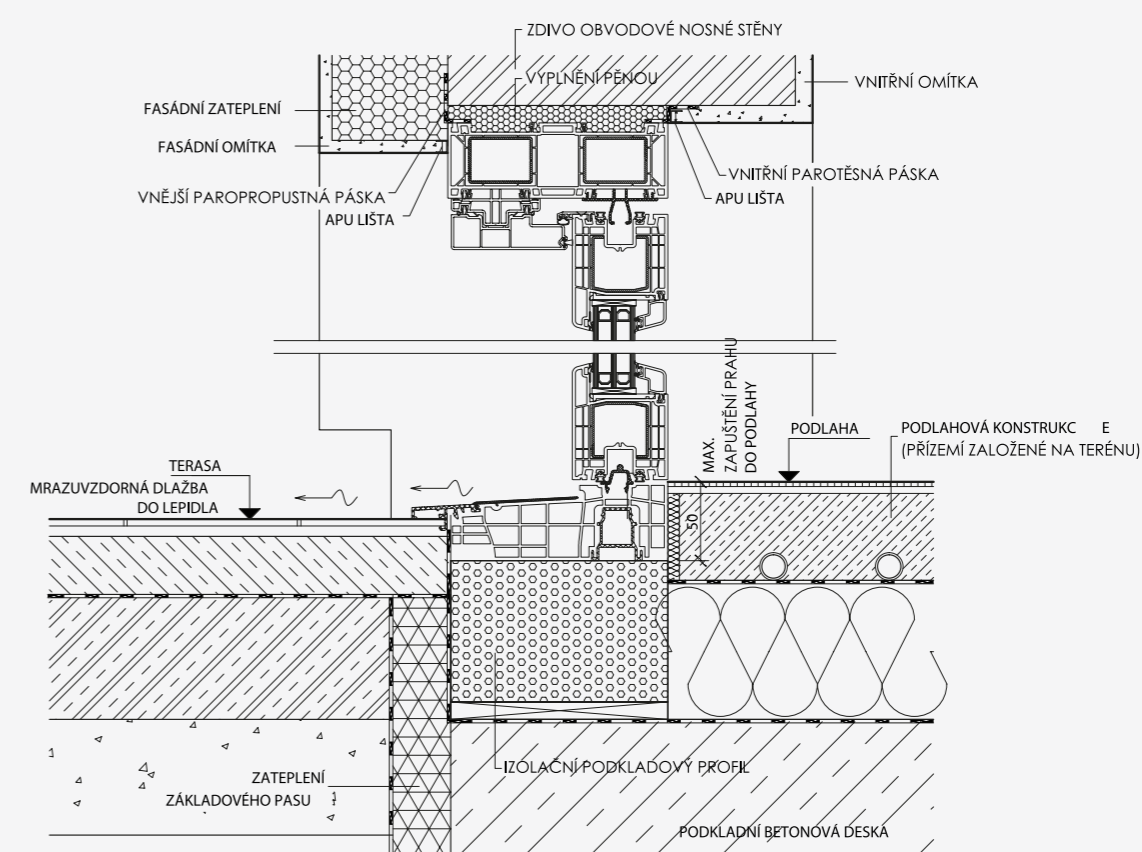 ZDIVO OBVODOVÉ NOSNÉ STĚNY
VYPLNĚNÍ PĚNOU
VNITŘNÍ OMÍTKA
FASÁDNÍ ZATEPLENÍ
FASÁDNÍ OMÍTKA
VNITŘNÍ PAROTĚSNÁ PÁSKA
VNĚJŠÍ PAROPROPUSTNÁ PÁSKA
APU LIŠTA
APU LIŠTA
MAX.
ZAPUŠTĚNÍ PRAHU
DO PODLAHY
PODLAHA
PODLAHOVÁ KONSTRUKC E
(PŘÍZEMÍ ZALOŽENÉ NA TERÉNU)
TERASA
MRAZUVZDORNÁ DLAŽBA
DO LEPIDLA
50
IZOLAČNÍ PODKLADOVÝ PROFIL
ZATEPLENÍ
ZÁKLADOVÉHO PASU
PODKLADNÍ BETONOVÁ DESKA